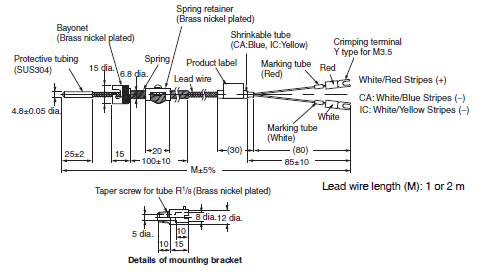 Spring retainer
(Brass nickel plated)
Bayonet
(Brass nickel plated)
Shrinkable tube
(CA:Blue, IC:Yellow)
Crimping terminal
Y type for M3.5
Protective tubing
(SUS304)
15 dia.
6.8 dia.
Spring
Lead wire
Product label
Marking tube
(Red)
Red
White/Red Stripes (+)
CA: White/Blue Stripes (−)
IC: White/Yellow Stripes (−)
4.8±0.05 dia.
White
Marking tube
(White)
25±2
15
20
100±10
(30)
(80)
85±10
M±5%
Taper screw for tube R1/8 (Brass nickel plated)
Lead wire length (M): 1 or 2 m
5 dia.
8 dia.
12 dia.
10
10
15
Details of mounting bracket